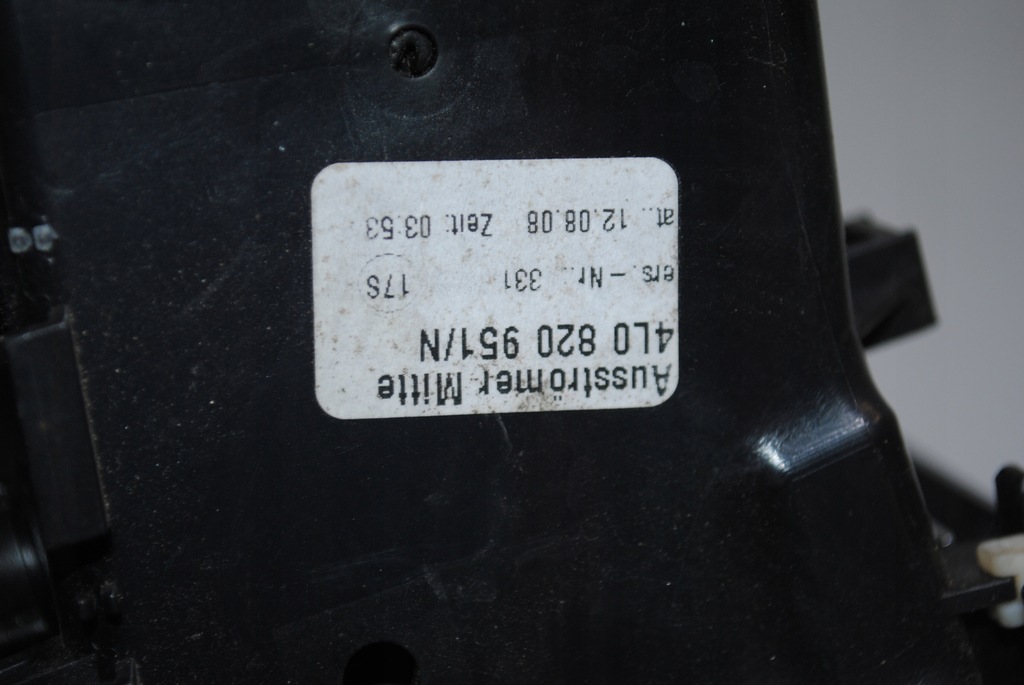 Ausströmer Mitte
4L0 820 951/N
ers.-Nr. 331 17S
at. 12.08.08 Zeit: 03:53